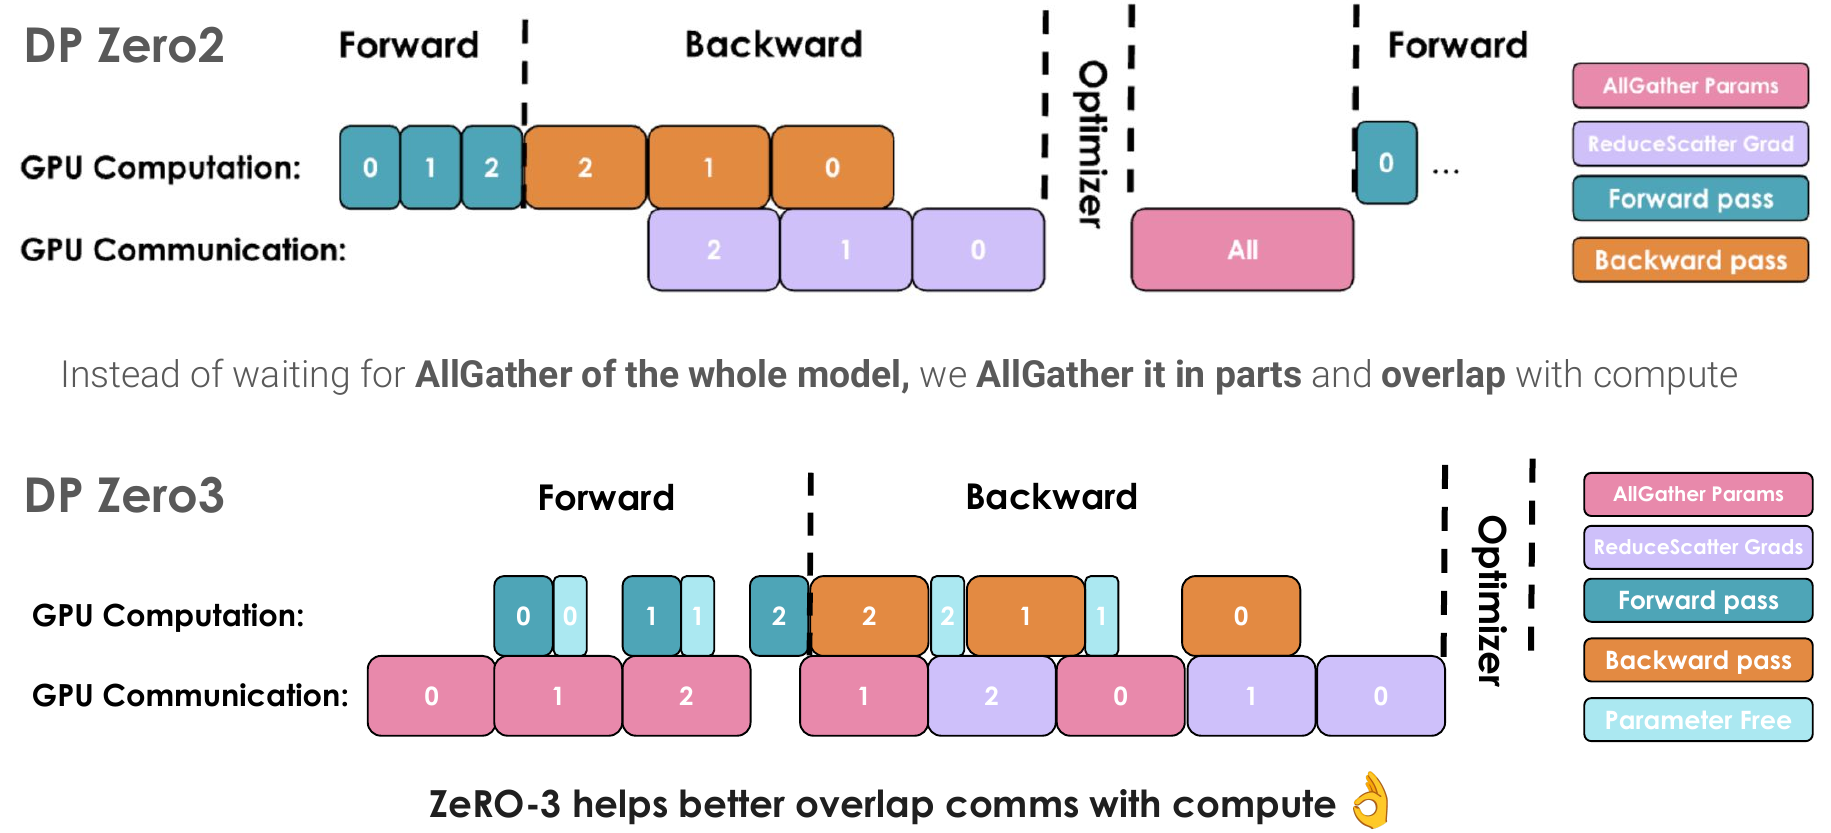 DP Zero2
Forward
Backward
Optimizer
Forward
AllGather Params
ReduceScatter Grad
Forward pass
Backward pass
GPU Computation:
0 1 2 2 1 0 0 ...
GPU Communication:
2 1 0 All
Instead of waiting for AllGather of the whole model, we AllGather it in parts and overlap with compute
DP Zero3
Forward
Backward
Optimizer
AllGather Params
ReduceScatter Grads
Forward pass
Backward pass
Parameter Free
GPU Computation:
0 0 1 1 2 2 2 1 1 0
GPU Communication:
0 1 2 1 2 0 1 0
ZeRO-3 helps better overlap comms with compute 👌